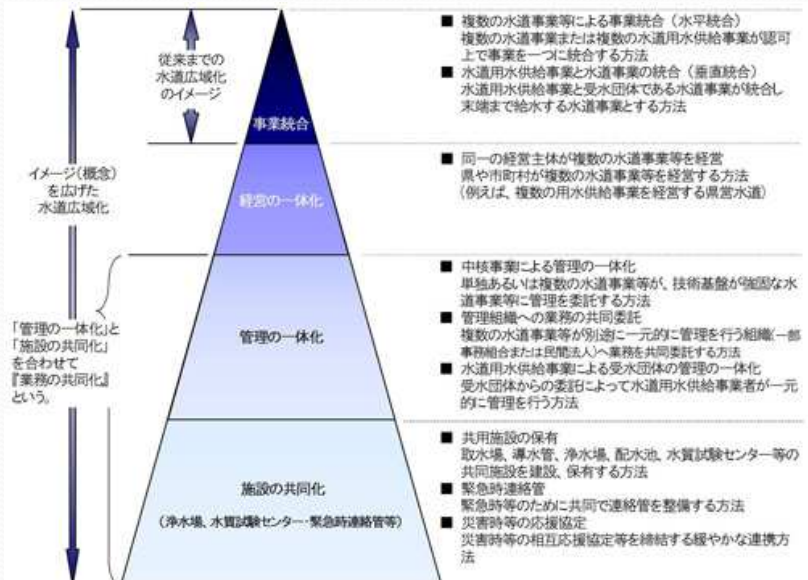 従来までの
水道広域化
のイメージ
イメージ(概念)
を広げた
水道広域化
「管理の一体化」と
「施設の共同化」
を合わせて
『業務の共同化』
という。
事業統合
経営の一体化
管理の一体化
施設の共同化
(浄水場、水質試験センター・緊急時連絡管等)
■ 複数の水道事業等による事業統合（水平統合）
複数の水道事業または複数の水道用水供給事業が認可
上で事業を一つに統合する方法
■ 水道用水供給事業と水道事業の統合（垂直統合）
水道用水供給事業と受水団体である水道事業が統合し
末端まで給水する水道事業とする方法
■ 同一の経営主体が複数の水道事業等を経営
県や市町村が複数の水道事業等を経営する方法
(例えば、複数の用水供給事業を経営する県営水道)
■ 中核事業による管理の一体化
単独あるいは複数の水道事業等が、技術基盤が強固な水
道事業等に管理を委託する方法
■ 管理組織への業務の共同委託
複数の水道事業等が別途に一元的に管理を行う組織(一部
事務組合または民間法人)へ業務を共同委託する方法
■ 水道用水供給事業による受水団体の管理の一体化
受水団体からの委託によって水道用水供給事業者が一元
的に管理を行う方法
■ 共用施設の保有
取水場、導水管、浄水場、配水池、水質試験センター等の
共同施設を建設、保有する方法
■ 緊急時連絡管
緊急時等のために共同で連絡管を整備する方法
■ 災害時等の応援協定
災害時等の相互応援協定等を締結する緩やかな連携方
法